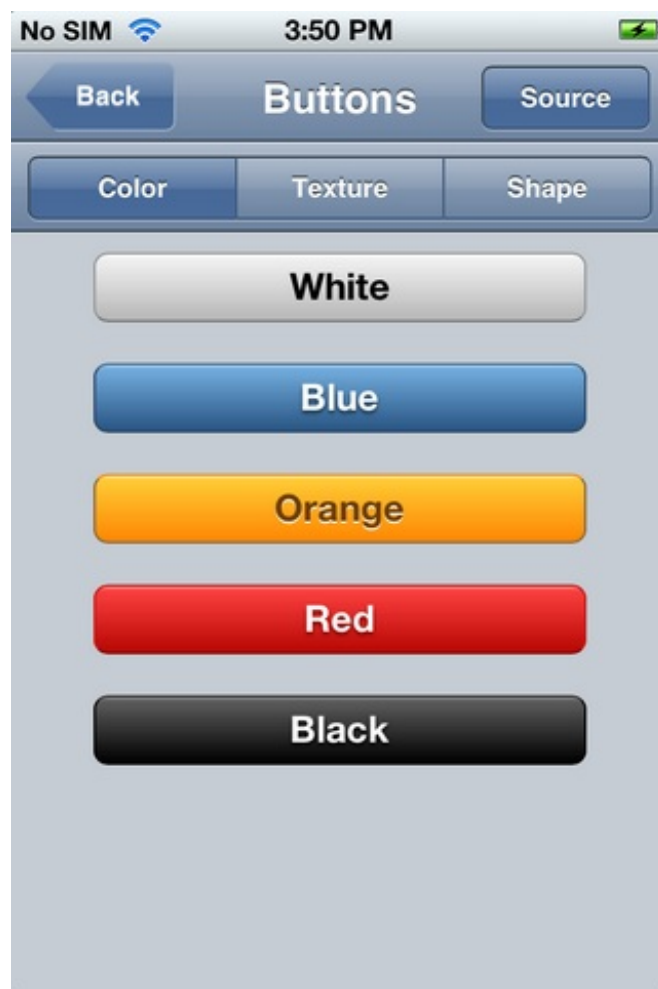 No SIM 3:50 PM
Back Buttons Source
Color Texture Shape
White
Blue
Orange
Red
Black